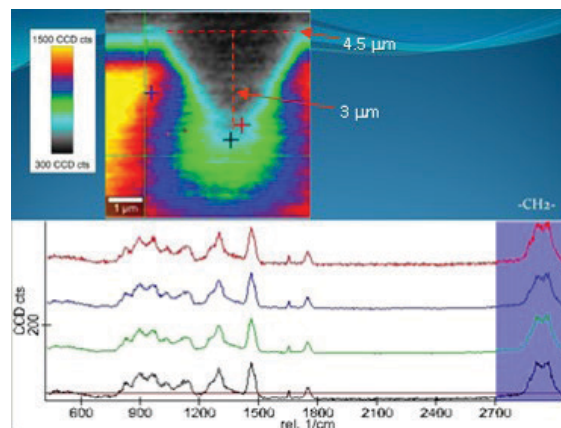 1500 CCD cts
300 CCD cts
4.5 µm
3 µm
1 µm
-CH2-
CCD cts
200
600 900 1200 1500 1800 2100 2400 2700
rel. 1/cm